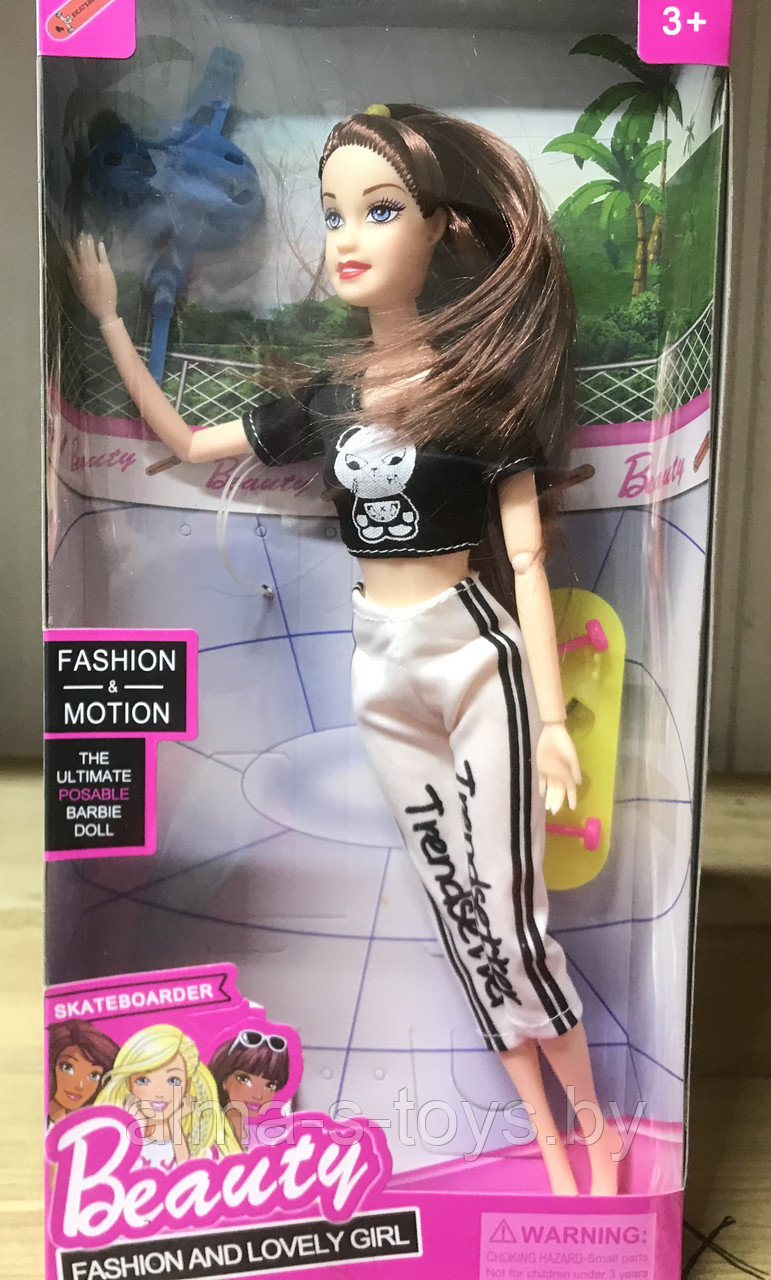 3+
Beauty
Beauty
Beauty
FASHION
&
MOTION
THE
ULTIMATE
POSABLE
BARBIE
DOLL
Trendsetter
Trendsetter
SKATEBOARDER
alma-s-toys.by
Beauty
FASHION AND LOVELY GIRL
WARNING:
CHOKING HAZARD-Small parts
Not for children under 3 years